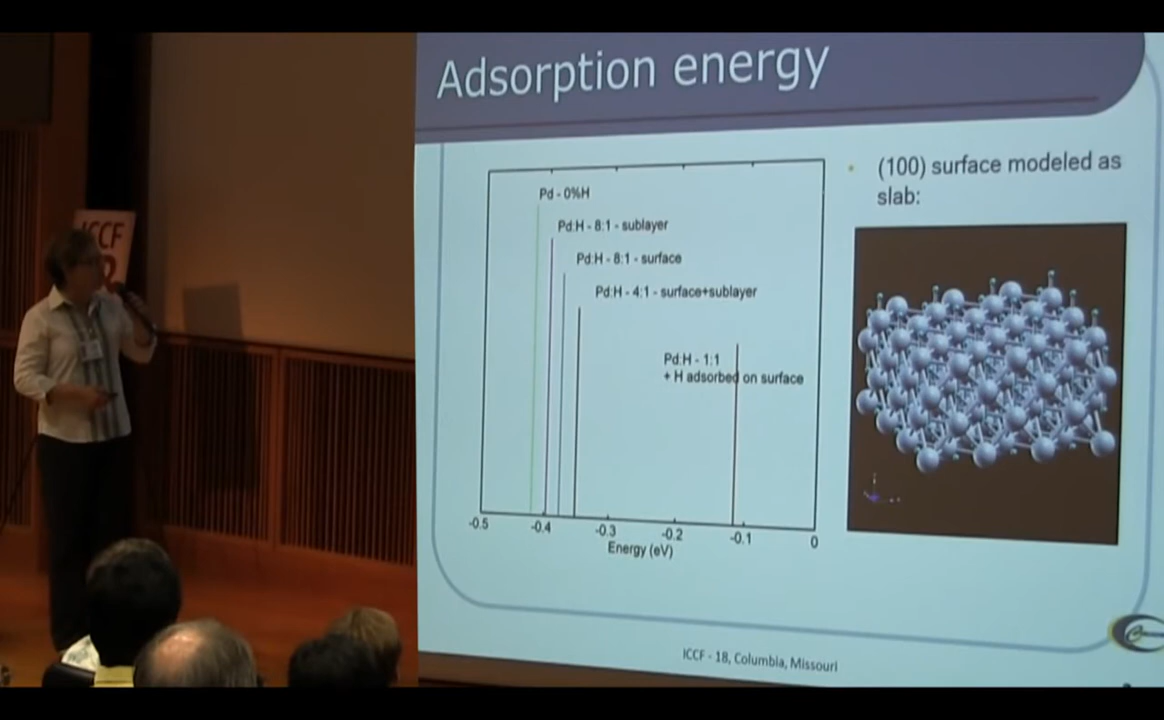 Adsorption energy
ICCF
(100) surface modeled as
slab:
Pd - 0%H
Pd:H - 8:1 - sublayer
Pd:H - 8:1 - surface
Pd:H - 4:1 - surface+sublayer
Pd:H - 1:1
+ H adsorbed on surface
-0.5
-0.4
-0.3
-0.2
-0.1
0
Energy (eV)
ICCF - 18, Columbia, Missouri